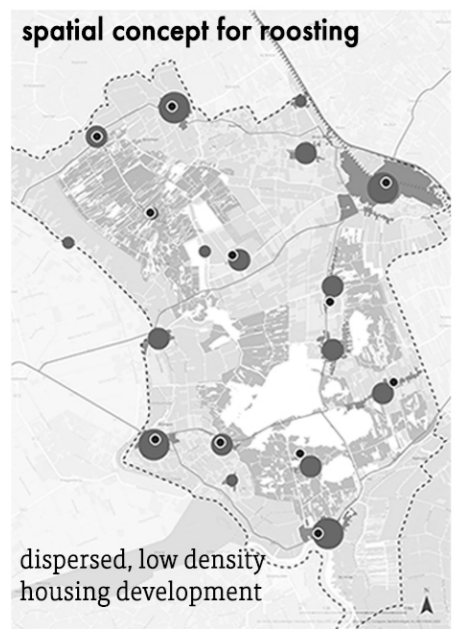 spatial concept for roosting
dispersed, low density
housing development